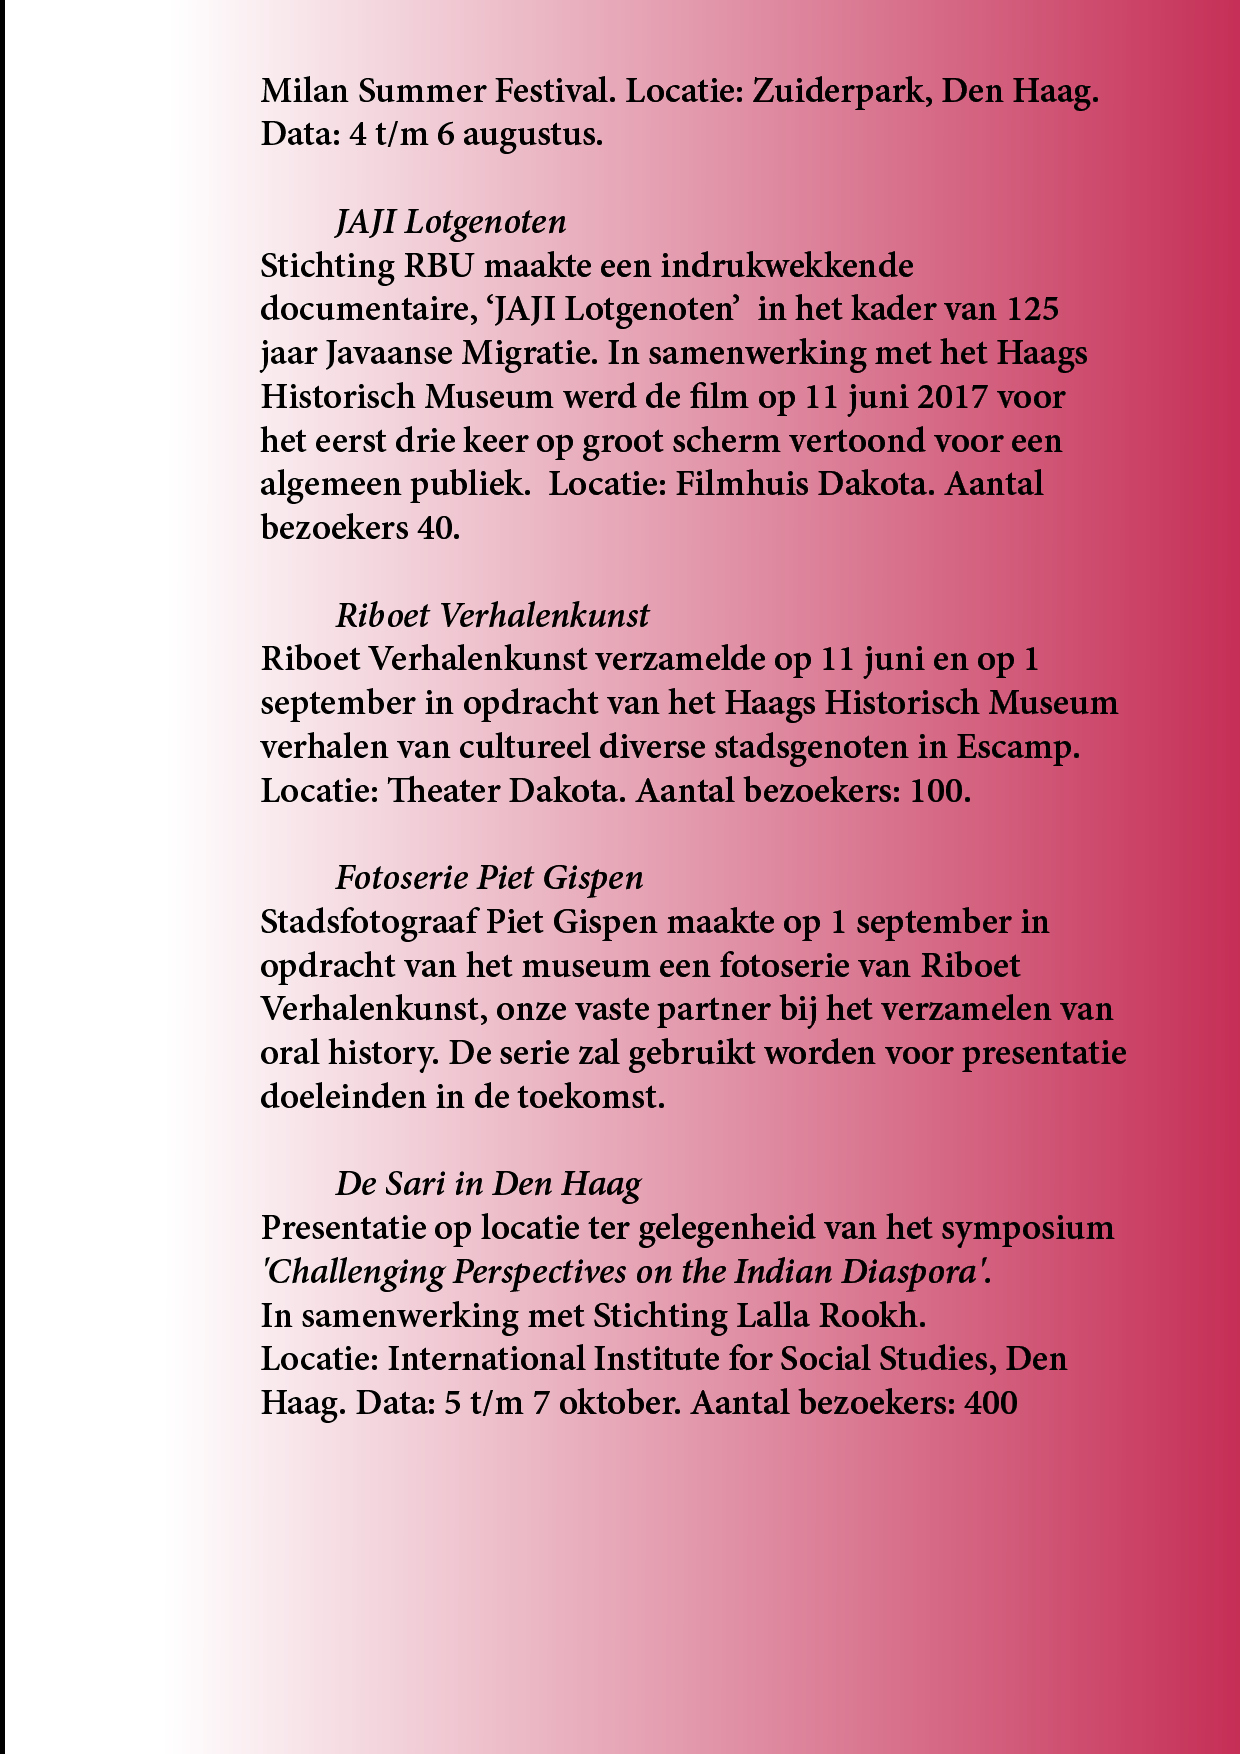 Milan Summer Festival. Locatie: Zuiderpark, Den Haag.
Data: 4 t/m 6 augustus.
JAJI Lotgenoten
Stichting RBU maakte een indrukwekkende
documentaire, ‘JAJI Lotgenoten’  in het kader van 125
jaar Javaanse Migratie. In samenwerking met het Haags
Historisch Museum werd de film op 11 juni 2017 voor
het eerst drie keer op groot scherm vertoond voor een
algemeen publiek.  Locatie: Filmhuis Dakota. Aantal
bezoekers 40.
Riboet Verhalenkunst
Riboet Verhalenkunst verzamelde op 11 juni en op 1
september in opdracht van het Haags Historisch Museum
verhalen van cultureel diverse stadsgenoten in Escamp.
Locatie: Theater Dakota. Aantal bezoekers: 100.
Fotoserie Piet Gispen
Stadsfotograaf Piet Gispen maakte op 1 september in
opdracht van het museum een fotoserie van Riboet
Verhalenkunst, onze vaste partner bij het verzamelen van
oral history. De serie zal gebruikt worden voor presentatie
doeleinden in de toekomst.
De Sari in Den Haag
Presentatie op locatie ter gelegenheid van het symposium
'Challenging Perspectives on the Indian Diaspora'.
In samenwerking met Stichting Lalla Rookh.
Locatie: International Institute for Social Studies, Den
Haag. Data: 5 t/m 7 oktober. Aantal bezoekers: 400